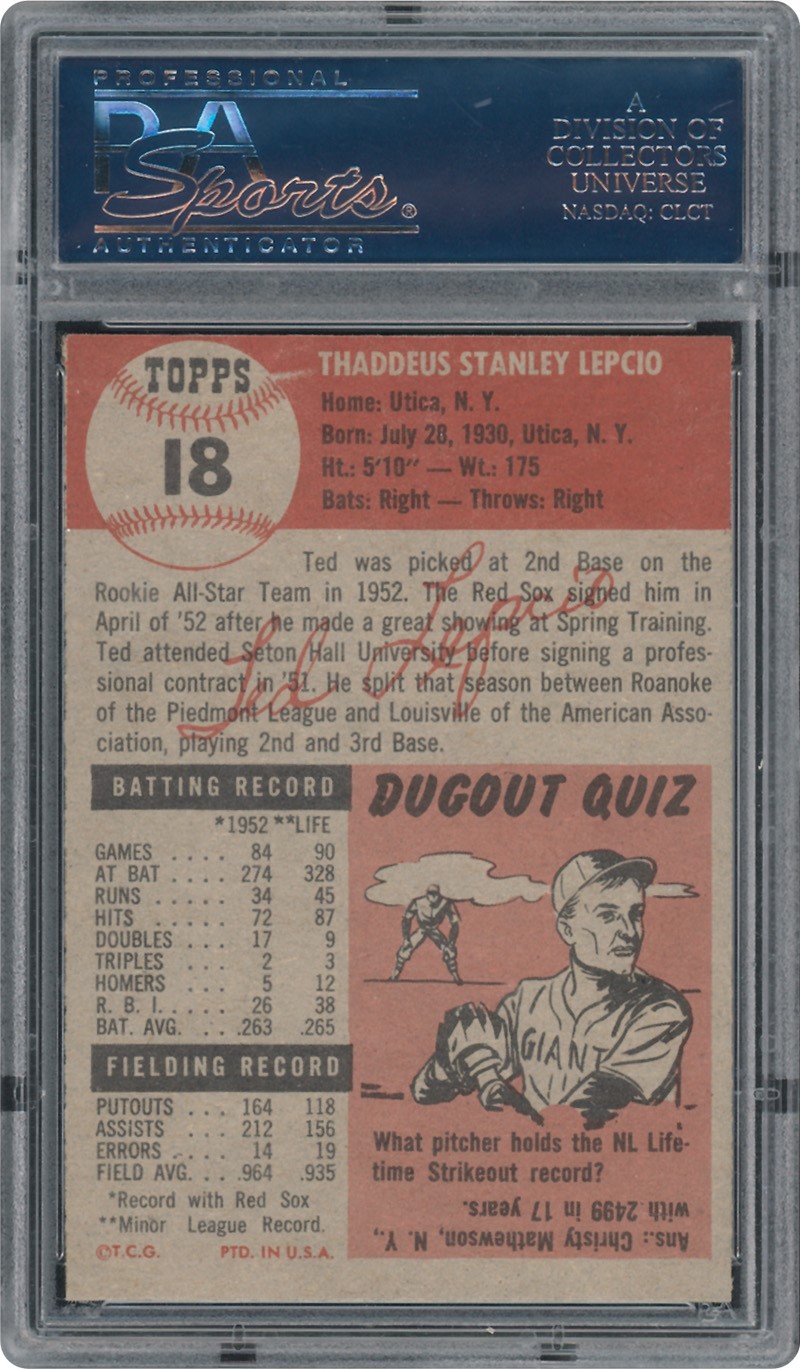 PROFESSIONAL
PSA
Sports®
AUTHENTICATOR
A
DIVISION OF
COLLECTORS
UNIVERSE
NASDAQ: CLCT
TOPPS
18
THADDEUS STANLEY LEPCIO
Home: Utica, N. Y.
Born: July 28, 1930, Utica, N. Y.
Ht.: 5'10" — Wt.: 175
Bats: Right — Throws: Right
Ted was picked at 2nd Base on the
Rookie All-Star Team in 1952. The Red Sox signed him in
April of '52 after he made a great showing at Spring Training.
Ted attended Seton Hall University before signing a profes-
sional contract in '51. He split that season between Roanoke
of the Piedmont League and Louisville of the American Asso-
ciation, playing 2nd and 3rd Base.
Ted Lepcio
BATTING RECORD
*1952 **LIFE
GAMES . . . . 84 90
AT BAT . . . . 274 328
RUNS . . . . . 34 45
HITS . . . . . 72 87
DOUBLES . . . 17 9
TRIPLES . . . 2 3
HOMERS . . . 5 12
R. B. I. . . . . 26 38
BAT. AVG. . . .263 .265
FIELDING RECORD
PUTOUTS . . . 164 118
ASSISTS . . . 212 156
ERRORS . . . . 14 19
FIELD AVG. . . .964 .935
*Record with Red Sox
**Minor League Record.
©T.C.G. PTD. IN U.S.A.
DUGOUT QUIZ
GIANT
What pitcher holds the NL Life-
time Strikeout record?
Ans.: Christy Mathewson, N. Y.,
with 2499 in 17 years.